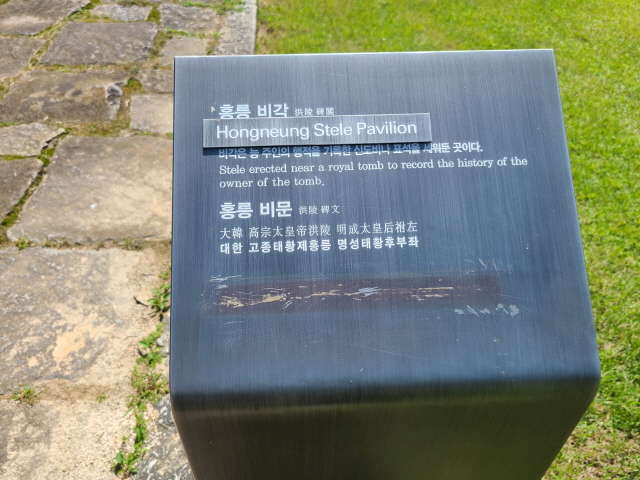 홍릉 비각 洪陵 碑閣
Hongneung Stele Pavilion
비각은 능 주인의 행적을 기록한 신도비나 표석을 세워둔 곳이다.
Stele erected near a royal tomb to record the history of the
owner of the tomb.
홍릉 비문 洪陵 碑文
大韓 高宗太皇帝洪陵 明成太皇后祔左
대한 고종태황제홍릉 명성태황후부좌